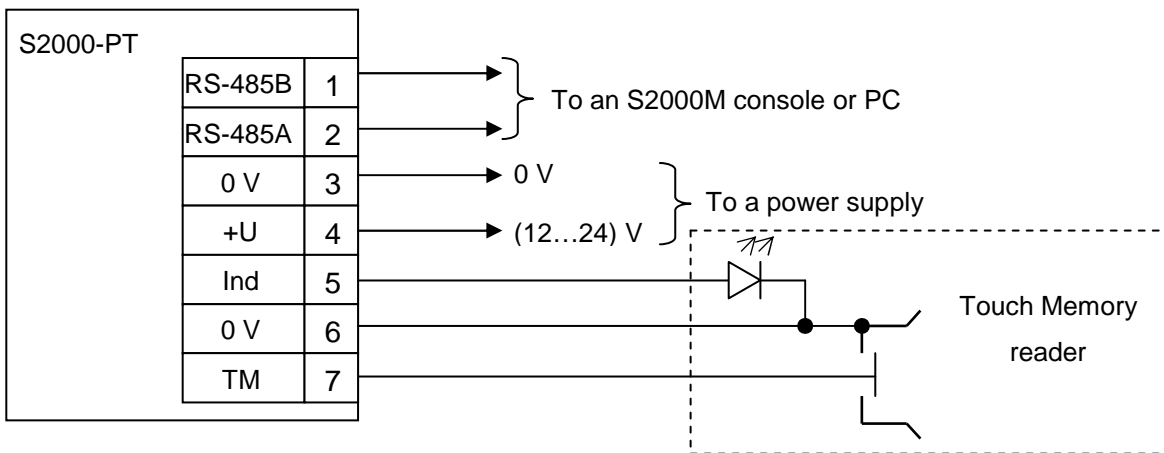 S2000-PT
RS-485B 1
To an S2000M console or PC
RS-485A 2
0 V 3
0 V
To a power supply
+U 4
(12…24) V
Ind 5
0 V 6
TM 7
Touch Memory
reader